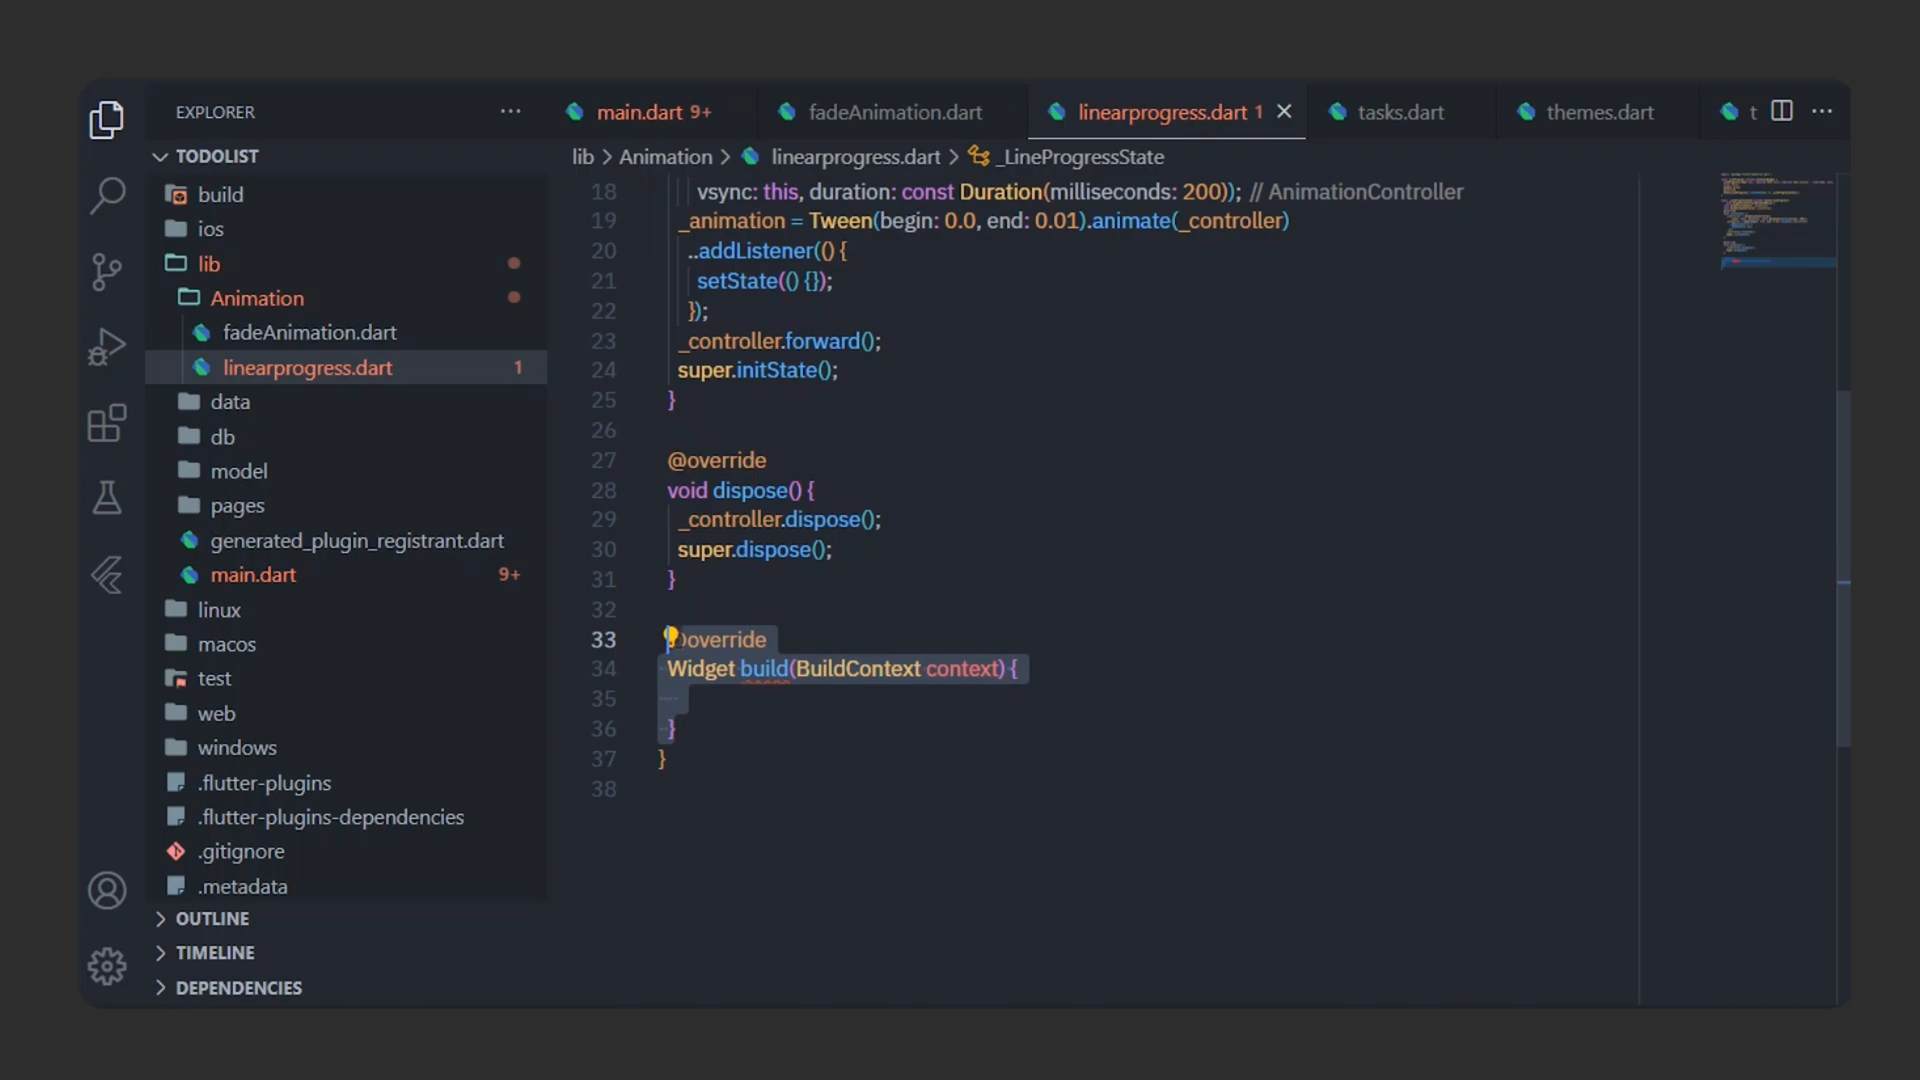 EXPLORER
main.dart 9+
fadeAnimation.dart
linearprogress.dart 1
tasks.dart
themes.dart
t
TODOLIST
build
ios
lib
Animation
fadeAnimation.dart
linearprogress.dart 1
data
db
model
pages
generated_plugin_registrant.dart
main.dart 9+
linux
macos
test
web
windows
.flutter-plugins
.flutter-plugins-dependencies
.gitignore
.metadata
OUTLINE
TIMELINE
DEPENDENCIES
lib > Animation > linearprogress.dart > _LineProgressState
18 vsync: this, duration: const Duration(milliseconds: 200)); // AnimationController
19 _animation = Tween(begin: 0.0, end: 0.01).animate(_controller)
20 ..addListener(() {
21 setState(() {});
22 });
23 _controller.forward();
24 super.initState();
25 }
26
27 @override
28 void dispose() {
29 _controller.dispose();
30 super.dispose();
31 }
32
33 override
34 Widget build(BuildContext context) {
35
36 }
37 }
38